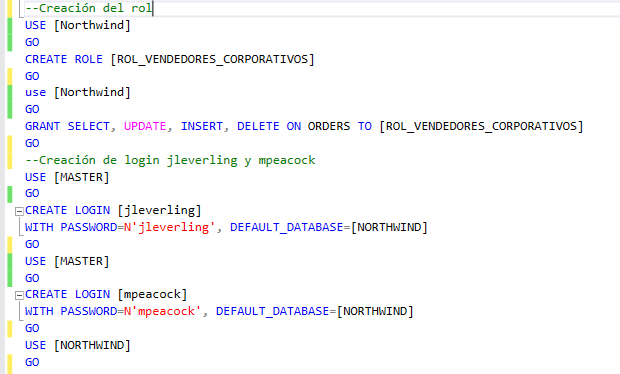 --Creación del rol
USE [Northwind]
GO
CREATE ROLE [ROL_VENDEDORES_CORPORATIVOS]
GO
use [Northwind]
GO
GRANT SELECT, UPDATE, INSERT, DELETE ON ORDERS TO [ROL_VENDEDORES_CORPORATIVOS]
GO
--Creación de login jleverling y mpeacock
USE [MASTER]
GO
CREATE LOGIN [jleverling]
WITH PASSWORD=N'jleverling', DEFAULT_DATABASE=[NORTHWIND]
GO
USE [MASTER]
GO
CREATE LOGIN [mpeacock]
WITH PASSWORD=N'mpeacock', DEFAULT_DATABASE=[NORTHWIND]
GO
USE [NORTHWIND]
GO